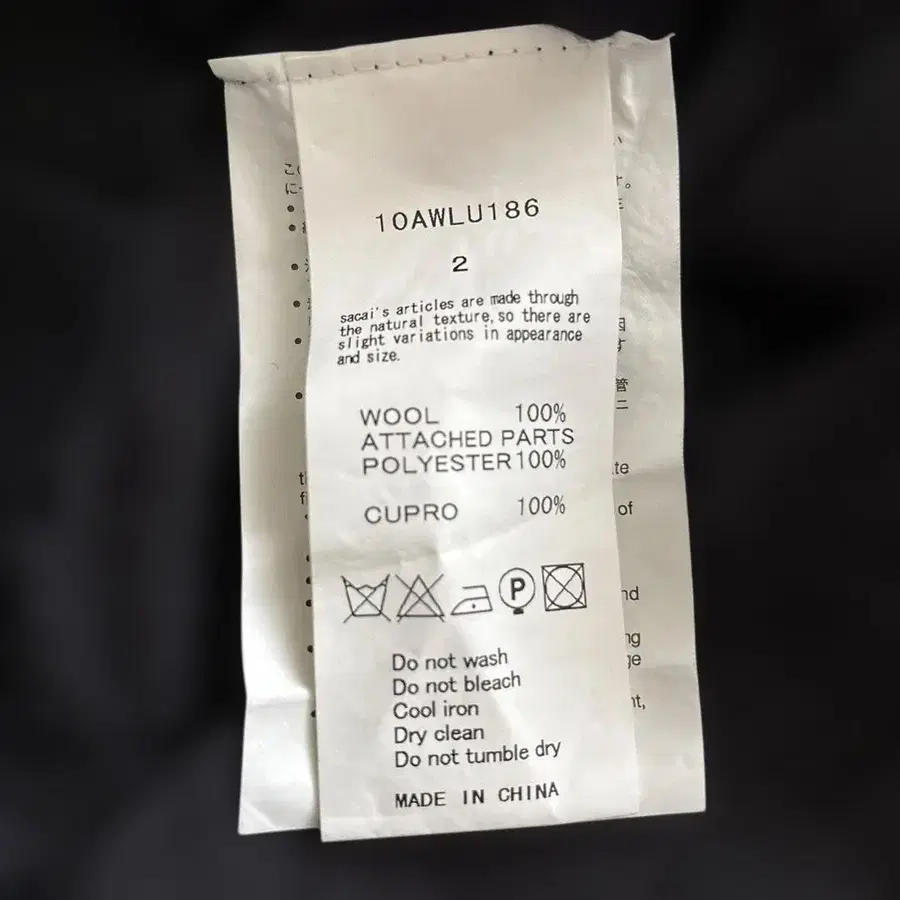 10AWLU186
2
sacai's articles are made through
the natural texture, so there are
slight variations in appearance
and size.
WOOL 100%
ATTACHED PARTS
POLYESTER 100%
CUPRO 100%
P
Do not wash
Do not bleach
Cool iron
Dry clean
Do not tumble dry
MADE IN CHINA
of